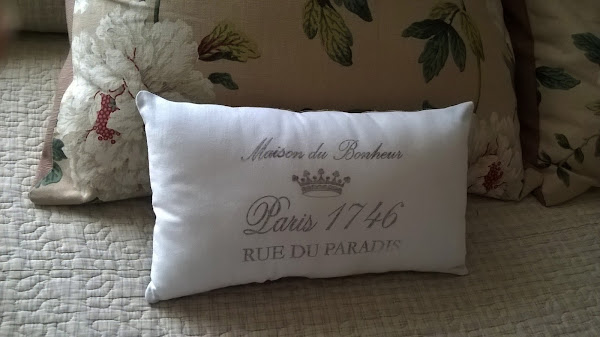 Maison du Bonheur
Paris 1746
RUE DU PARADIS